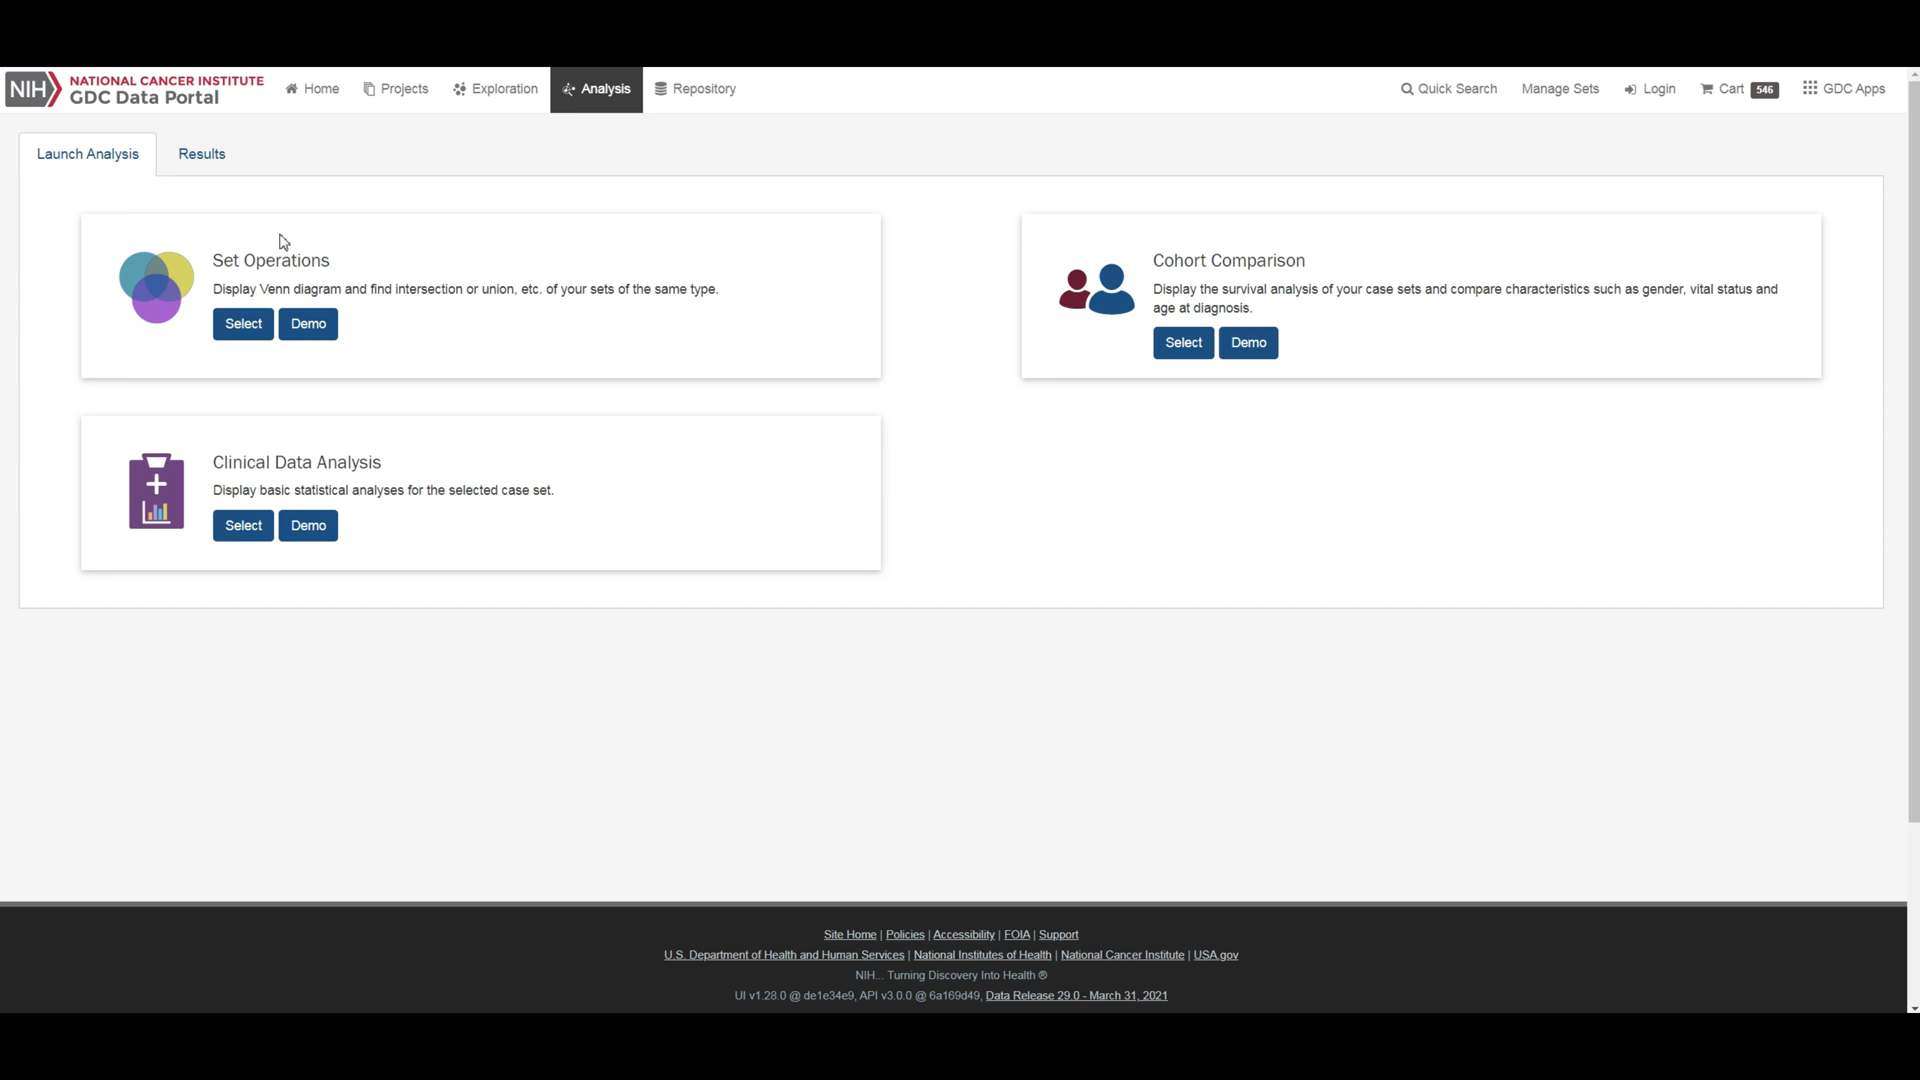 NIH NATIONAL CANCER INSTITUTE
GDC Data Portal
Home Projects Exploration Analysis Repository
Quick Search Manage Sets Login Cart 546 GDC Apps
Launch Analysis Results
Set Operations
Display Venn diagram and find intersection or union, etc. of your sets of the same type.
Select Demo
Cohort Comparison
Display the survival analysis of your case sets and compare characteristics such as gender, vital status and
age at diagnosis.
Select Demo
Clinical Data Analysis
Display basic statistical analyses for the selected case set.
Select Demo
Site Home | Policies | Accessibility | FOIA | Support
U.S. Department of Health and Human Services | National Institutes of Health | National Cancer Institute | USA.gov
NIH... Turning Discovery Into Health ®
UI v1.28.0 @ de1e34e9, API v3.0.0 @ 6a169d49, Data Release 29.0 - March 31, 2021